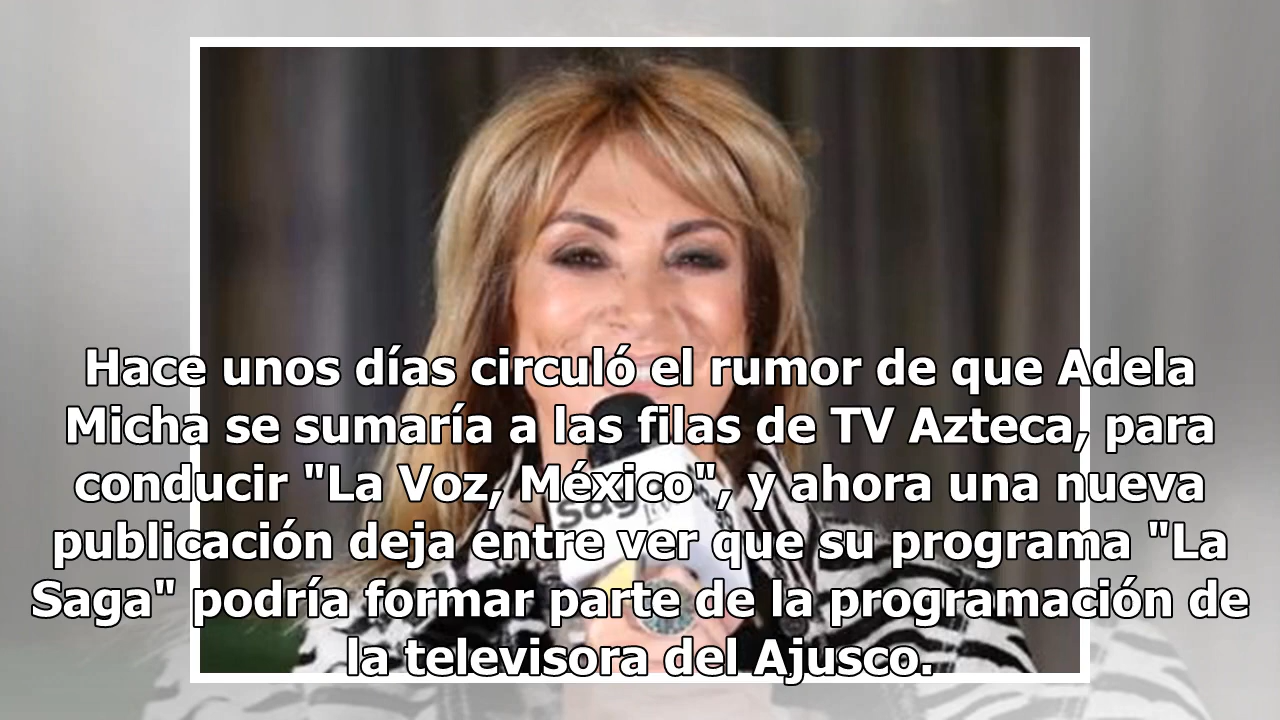 Hace unos días circuló el rumor de que Adela
Micha se sumaría a las filas de TV Azteca, para
conducir "La Voz, México", y ahora una nueva
publicación deja entre ver que su programa "La
Saga" podría formar parte de la programación de
la televisora del Ajusco.
saga